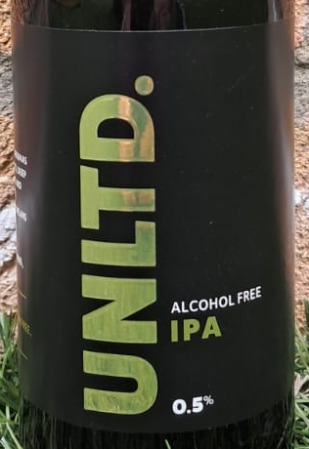 UNLTD.
ALCOHOL FREE
IPA
0.5%